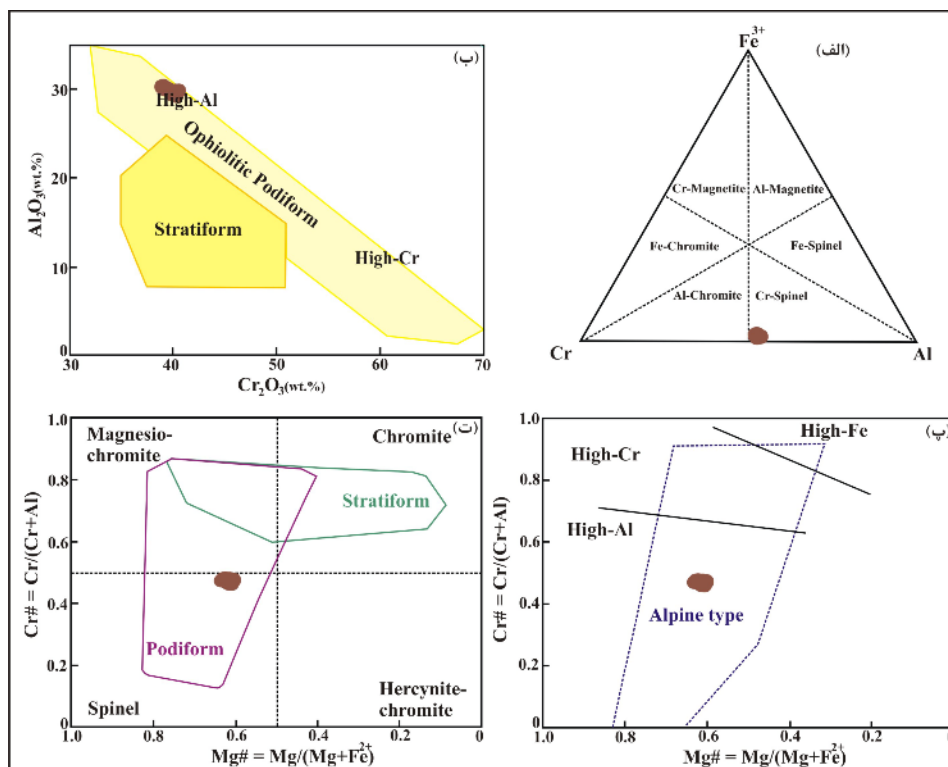 (ب)
30
20
10
0
Al₂O₃(wt.%)
High-Al
Ophiolitic Podiform
Stratiform
High-Cr
30 40 50 60 70
Cr₂O₃(wt.%)
(الف)
Fe³⁺
Cr-Magnetite Al-Magnetite
Fe-Chromite Fe-Spinel
Al-Chromite Cr-Spinel
Cr Al
(ت)
1.0
0.8
0.6
0.4
0.2
0
Cr# = Cr/(Cr+Al)
Magnesio-
chromite
Chromite
Stratiform
Podiform
Spinel
Hercynite-
chromite
1.0 0.8 0.6 0.4 0.2 0
Mg# = Mg/(Mg+Fe²⁺)
(پ)
1.0
0.8
0.6
0.4
0.2
0
Cr# = Cr/(Cr+Al)
High-Fe
High-Cr
High-Al
Alpine type
1.0 0.8 0.6 0.4 0.2
Mg# = Mg/(Mg+Fe²⁺)